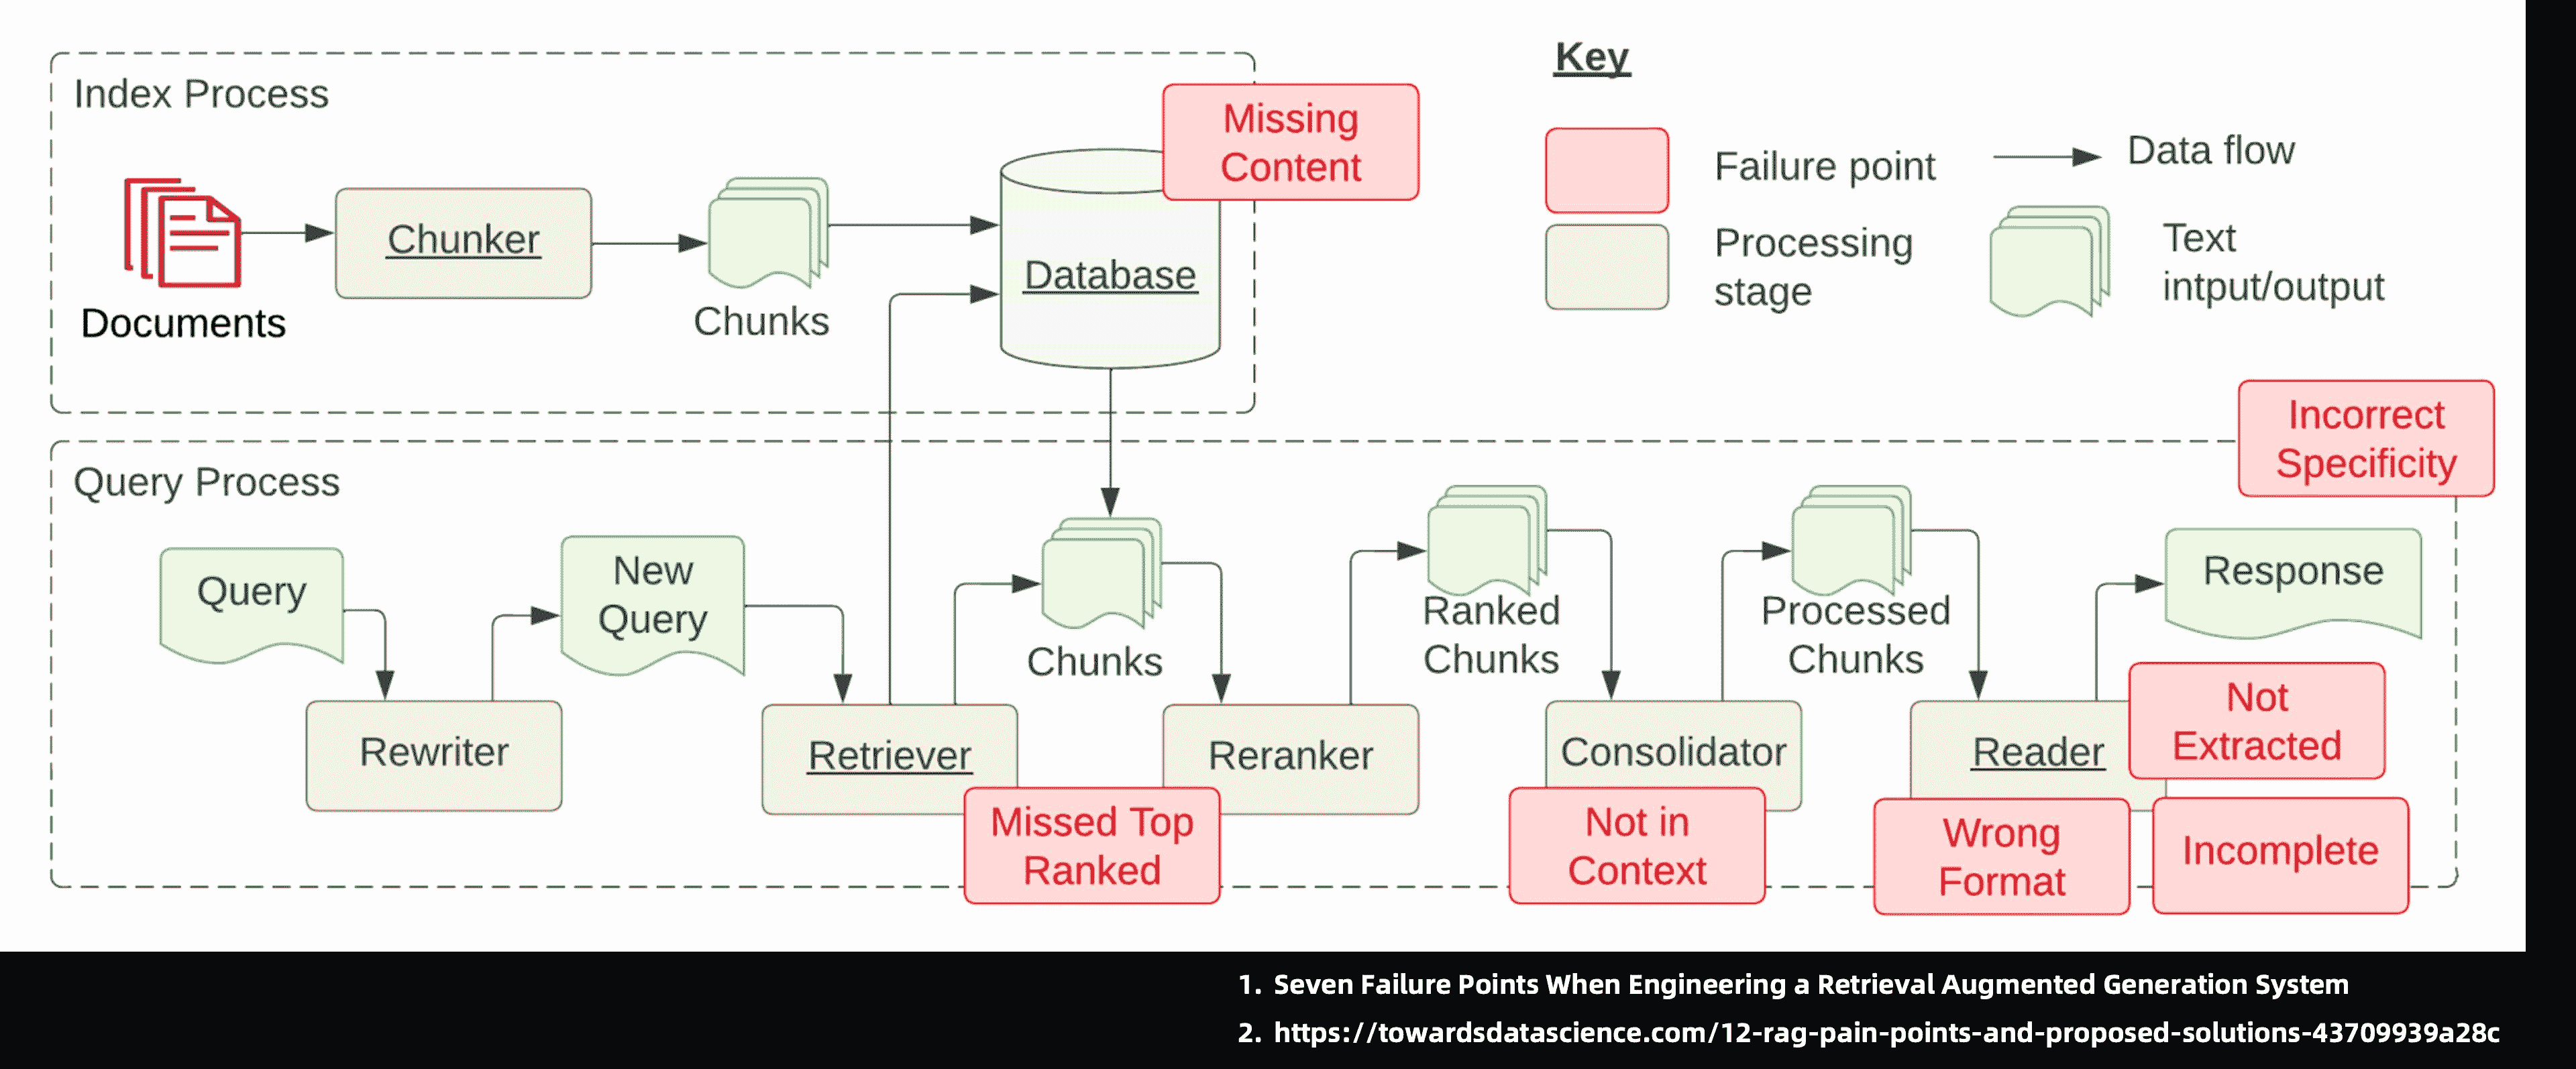 Index Process
Documents
Chunker
Chunks
Database
Missing
Content
Key
Failure point
Data flow
Processing
stage
Text
intput/output
Incorrect
Specificity
Query Process
Query
Rewriter
New
Query
Retriever
Missed Top
Ranked
Chunks
Reranker
Ranked
Chunks
Consolidator
Not in
Context
Processed
Chunks
Reader
Response
Not
Extracted
Wrong
Format
Incomplete
1. Seven Failure Points When Engineering a Retrieval Augmented Generation System
2. https://towardsdatascience.com/12-rag-pain-points-and-proposed-solutions-43709939a28c